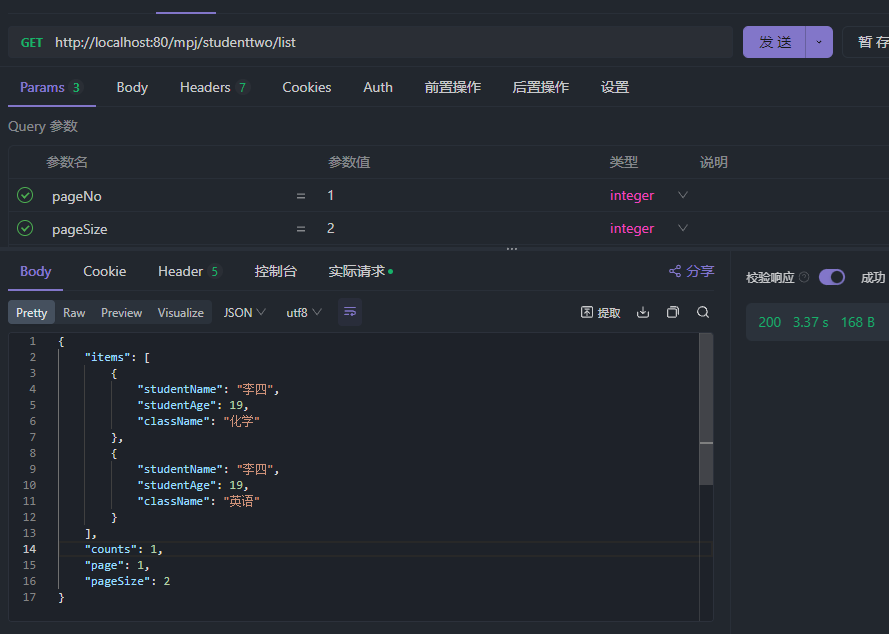 GET http://localhost:80/mpj/studenttwo/list 发 送 暂 存
Params 3 Body Headers 7 Cookies Auth 前置操作 后置操作 设置
Query 参数
参数名 参数值 类型 说明
pageNo = 1 integer
pageSize = 2 integer
Body Cookie Header 5 控制台 实际请求 分享 校验响应 成功
Pretty Raw Preview Visualize JSON utf8 提取
200 3.37 s 168 B
1 {
2 "items": [
3 {
4 "studentName": "李四",
5 "studentAge": 19,
6 "className": "化学"
7 },
8 {
9 "studentName": "李四",
10 "studentAge": 19,
11 "className": "英语"
12 }
13 ],
14 "counts": 1,
15 "page": 1,
16 "pageSize": 2
17 }